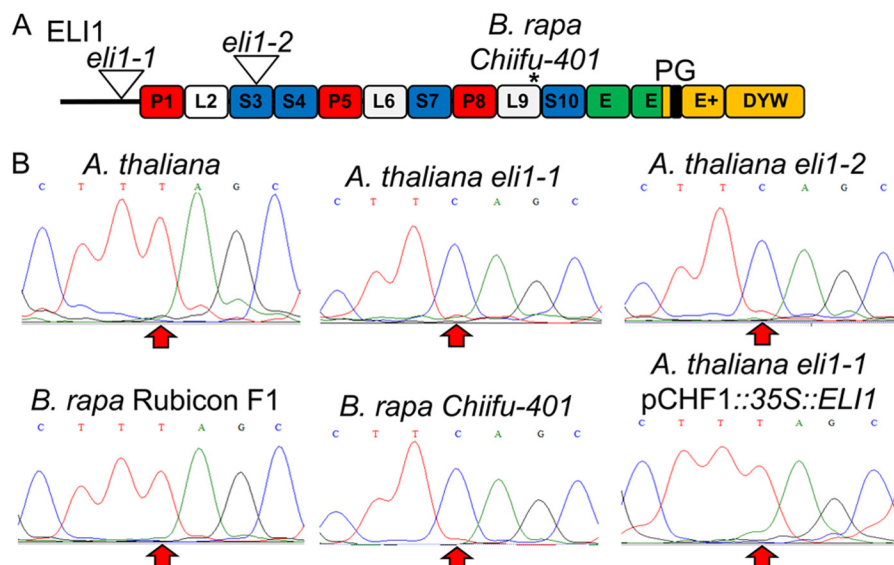 A ELI1
eli1-1 eli1-2
B. rapa
Chiifu-401
*
PG
P1 L2 S3 S4 P5 L6 S7 P8 L9 S10 E E E+ DYW
B
A. thaliana
C T T T A G C
A. thaliana eli1-1
C T T C A G C
A. thaliana eli1-2
C T T C A G C
B. rapa Rubicon F1
C T T T A G C
B. rapa Chiifu-401
C T T C A G C
A. thaliana eli1-1
pCHF1::35S::ELI1
C T T T A G C